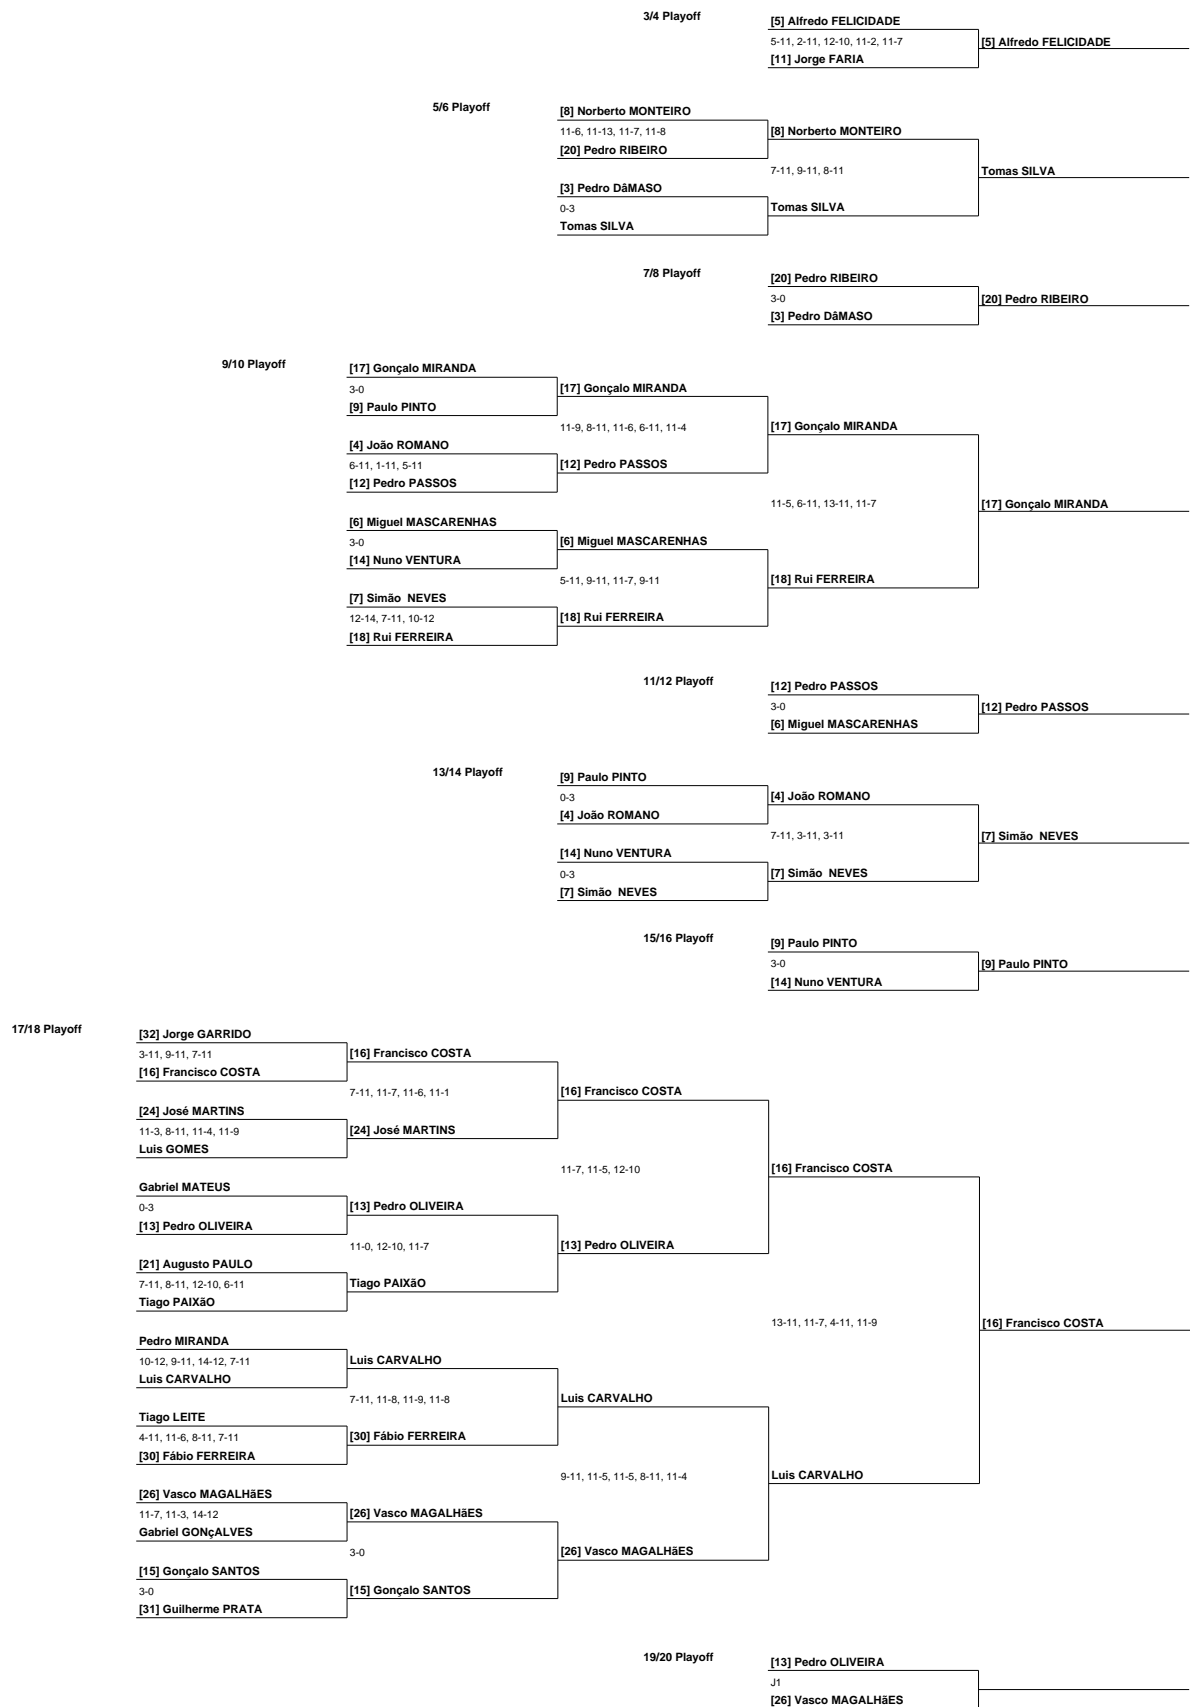 3/4 Playoff
[5] Alfredo FELICIDADE
5-11, 2-11, 12-10, 11-2, 11-7
[5] Alfredo FELICIDADE
[11] Jorge FARIA
5/6 Playoff
[8] Norberto MONTEIRO
11-6, 11-13, 11-7, 11-8
[8] Norberto MONTEIRO
[20] Pedro RIBEIRO
7-11, 9-11, 8-11
Tomas SILVA
[3] Pedro DâMASO
0-3
Tomas SILVA
Tomas SILVA
7/8 Playoff
[20] Pedro RIBEIRO
3-0
[20] Pedro RIBEIRO
[3] Pedro DâMASO
9/10 Playoff
[17] Gonçalo MIRANDA
3-0
[17] Gonçalo MIRANDA
[9] Paulo PINTO
11-9, 8-11, 11-6, 6-11, 11-4
[17] Gonçalo MIRANDA
[4] João ROMANO
6-11, 1-11, 5-11
[12] Pedro PASSOS
[12] Pedro PASSOS
11-5, 6-11, 13-11, 11-7
[17] Gonçalo MIRANDA
[6] Miguel MASCARENHAS
3-0
[6] Miguel MASCARENHAS
[14] Nuno VENTURA
5-11, 9-11, 11-7, 9-11
[18] Rui FERREIRA
[7] Simão  NEVES
12-14, 7-11, 10-12
[18] Rui FERREIRA
[18] Rui FERREIRA
11/12 Playoff
[12] Pedro PASSOS
3-0
[12] Pedro PASSOS
[6] Miguel MASCARENHAS
13/14 Playoff
[9] Paulo PINTO
0-3
[4] João ROMANO
[4] João ROMANO
7-11, 3-11, 3-11
[7] Simão  NEVES
[14] Nuno VENTURA
0-3
[7] Simão  NEVES
[7] Simão  NEVES
15/16 Playoff
[9] Paulo PINTO
3-0
[9] Paulo PINTO
[14] Nuno VENTURA
17/18 Playoff
[32] Jorge GARRIDO
3-11, 9-11, 7-11
[16] Francisco COSTA
[16] Francisco COSTA
7-11, 11-7, 11-6, 11-1
[16] Francisco COSTA
[24] José MARTINS
11-3, 8-11, 11-4, 11-9
[24] José MARTINS
Luis GOMES
11-7, 11-5, 12-10
[16] Francisco COSTA
Gabriel MATEUS
0-3
[13] Pedro OLIVEIRA
[13] Pedro OLIVEIRA
11-0, 12-10, 11-7
[13] Pedro OLIVEIRA
[21] Augusto PAULO
7-11, 8-11, 12-10, 6-11
Tiago PAIXãO
Tiago PAIXãO
13-11, 11-7, 4-11, 11-9
[16] Francisco COSTA
Pedro MIRANDA
10-12, 9-11, 14-12, 7-11
Luis CARVALHO
Luis CARVALHO
7-11, 11-8, 11-9, 11-8
Luis CARVALHO
Tiago LEITE
4-11, 11-6, 8-11, 7-11
[30] Fábio FERREIRA
[30] Fábio FERREIRA
9-11, 11-5, 11-5, 8-11, 11-4
Luis CARVALHO
[26] Vasco MAGALHãES
11-7, 11-3, 14-12
[26] Vasco MAGALHãES
Gabriel GONçALVES
3-0
[26] Vasco MAGALHãES
[15] Gonçalo SANTOS
3-0
[15] Gonçalo SANTOS
[31] Guilherme PRATA
19/20 Playoff
[13] Pedro OLIVEIRA
J1
[26] Vasco MAGALHãES